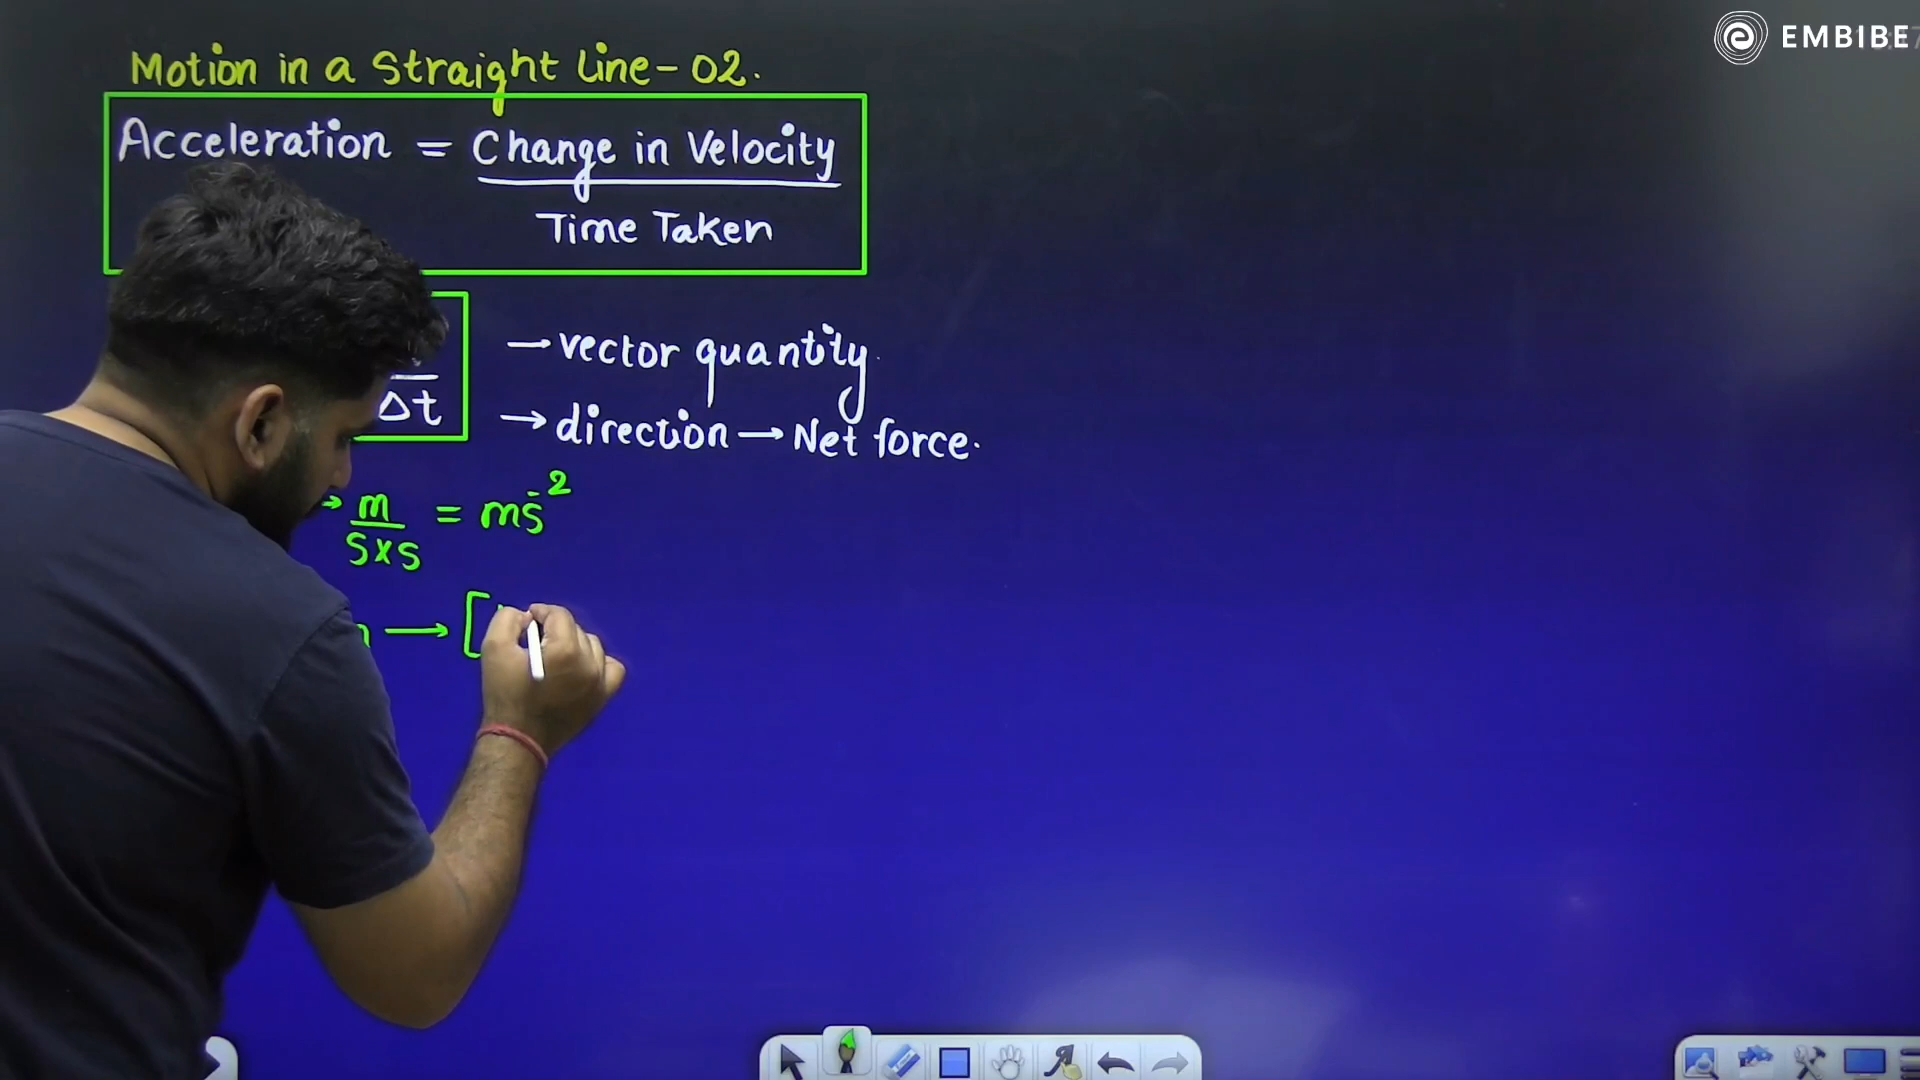 EMBIBE
Motion in a Straight Line - 02.
Acceleration = Change in Velocity
Time Taken
Δt
→ vector quantity.
→ direction → Net force.
→ m = ms⁻²
s×s
→ [